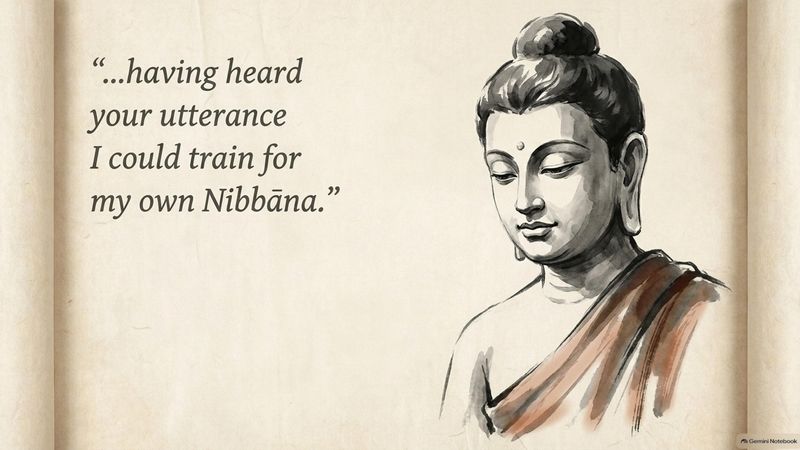 “...having heard
your utterance
I could train for
my own Nibbāna.”
Gemini Notebook